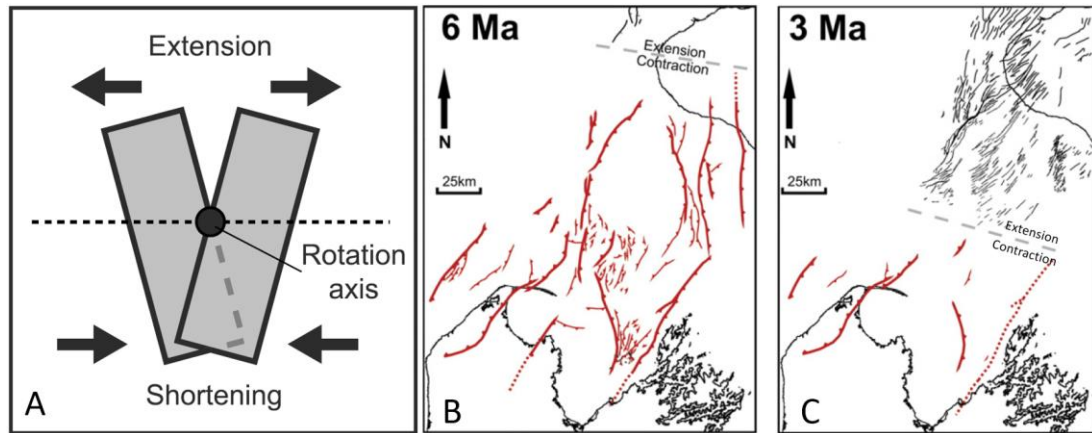 Extension
Rotation
axis
Shortening
A
6 Ma
Extension
Contraction
N
25km
B
3 Ma
N
25km
Extension
Contraction
C